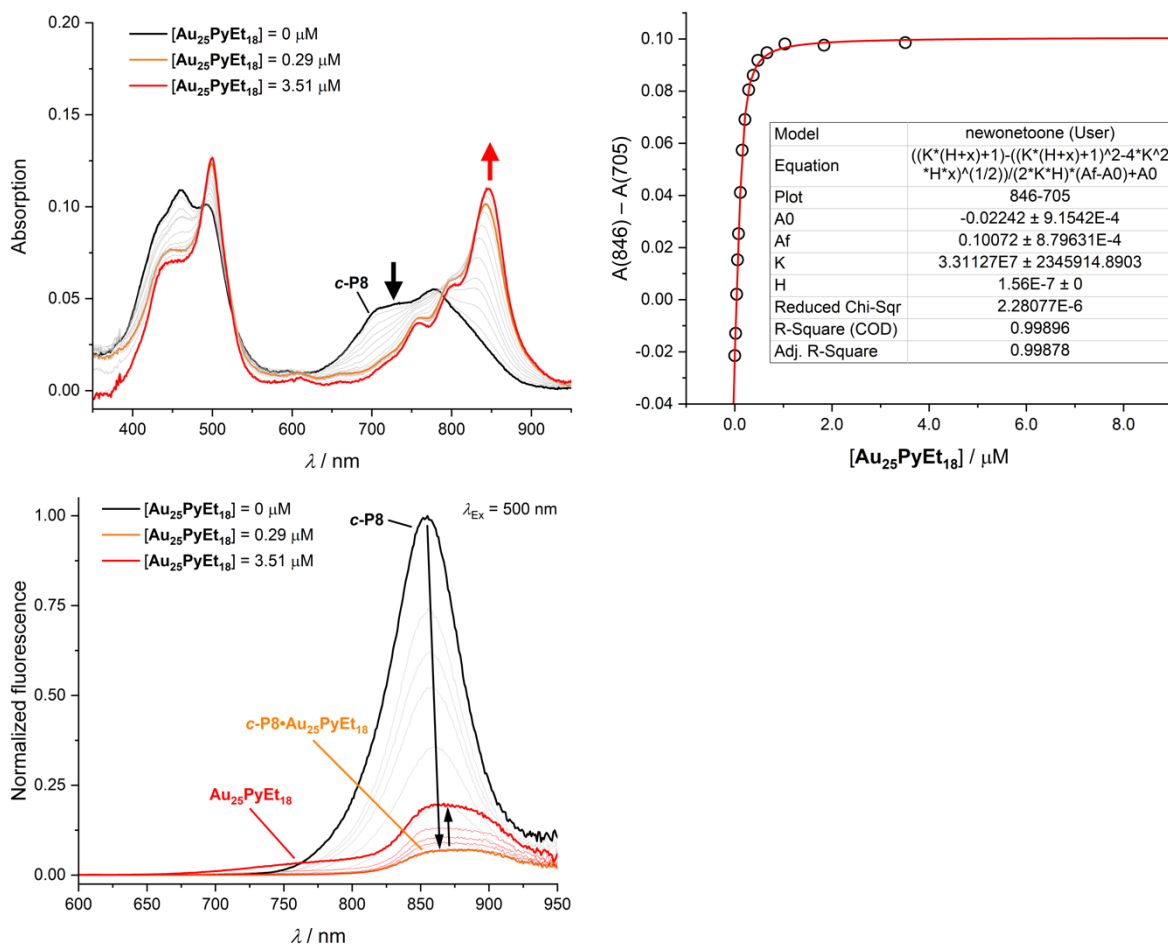 [Au₂₅PyEt₁₈] = 0 μM
[Au₂₅PyEt₁₈] = 0.29 μM
[Au₂₅PyEt₁₈] = 3.51 μM
c-P8
0.20
0.15
0.10
0.05
0.00
Absorption
400 500 600 700 800 900
λ / nm
0.10
0.08
0.06
0.04
0.02
0.00
-0.02
-0.04
A(846) – A(705)
Model newonetoone (User)
Equation ((K*(H+x)+1)-((K*(H+x)+1)^2-4*K^2
*H*x)^(1/2))/(2*K*H)*(Af-A0)+A0
Plot 846-705
A0 -0.02242 ± 9.1542E-4
Af 0.10072 ± 8.79631E-4
K 3.31127E7 ± 2345914.8903
H 1.56E-7 ± 0
Reduced Chi-Sqr 2.28077E-6
R-Square (COD) 0.99896
Adj. R-Square 0.99878
0.0 2.0 4.0 6.0 8.0
[Au₂₅PyEt₁₈] / μM
[Au₂₅PyEt₁₈] = 0 μM
[Au₂₅PyEt₁₈] = 0.29 μM
[Au₂₅PyEt₁₈] = 3.51 μM
c-P8
λEx = 500 nm
c-P8•Au₂₅PyEt₁₈
Au₂₅PyEt₁₈
1.00
0.75
0.50
0.25
0.00
Normalized fluorescence
600 650 700 750 800 850 900 950
λ / nm